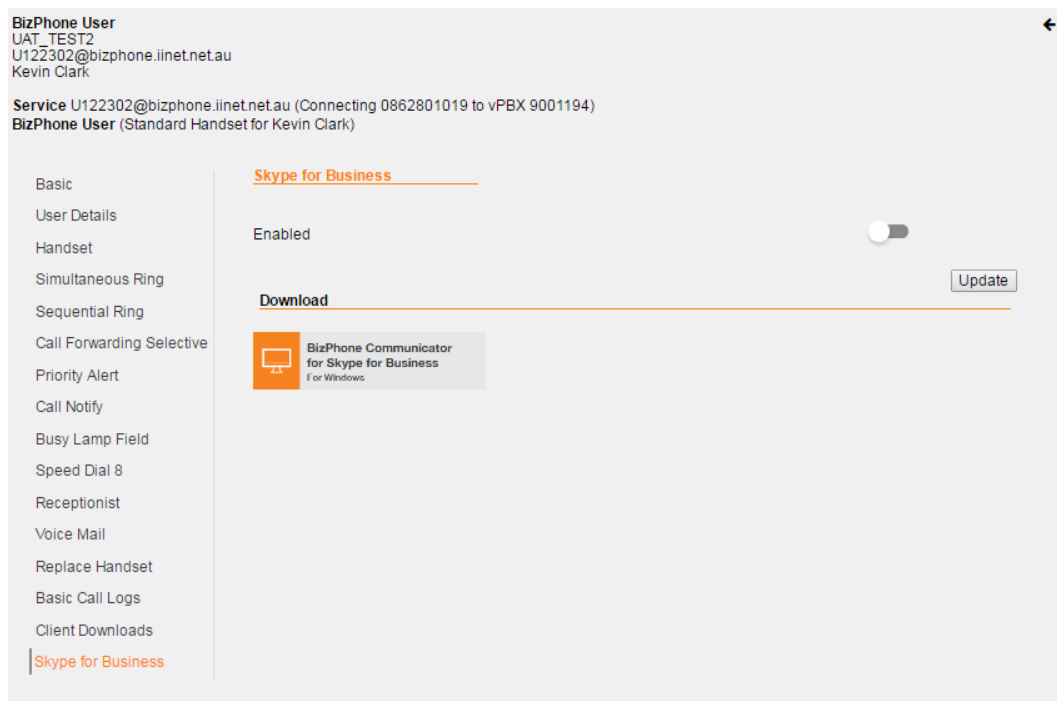 BizPhone User
UAT_TEST2
U122302@bizphone.iinet.net.au
Kevin Clark
Service U122302@bizphone.iinet.net.au (Connecting 0862801019 to vPBX 9001194)
BizPhone User (Standard Handset for Kevin Clark)
Basic
User Details
Handset
Simultaneous Ring
Sequential Ring
Call Forwarding Selective
Priority Alert
Call Notify
Busy Lamp Field
Speed Dial 8
Receptionist
Voice Mail
Replace Handset
Basic Call Logs
Client Downloads
Skype for Business
Skype for Business
Enabled
Update
Download
BizPhone Communicator
for Skype for Business
For Windows